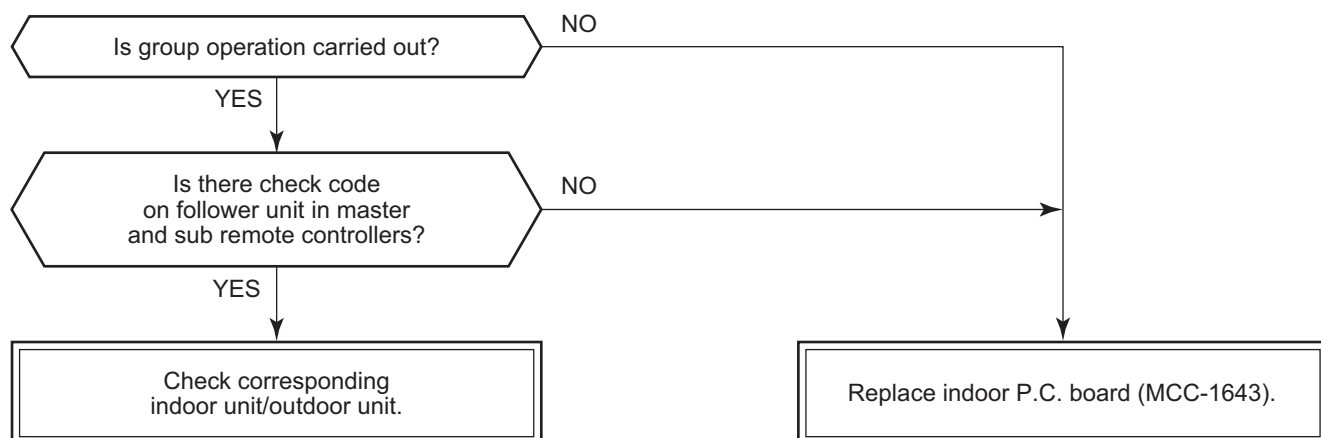 Is group operation carried out?
NO
YES
Is there check code
on follower unit in master
and sub remote controllers?
NO
YES
Check corresponding
indoor unit/outdoor unit.
Replace indoor P.C. board (MCC-1643).